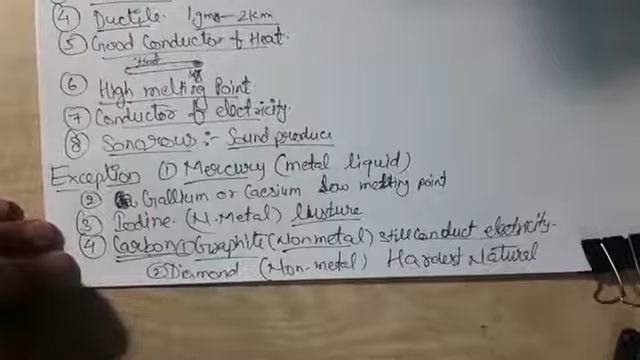 ④ Ductile. 1gm - 2km
⑤ Good Conductor of Heat.
Heat
⑥ High melting Point
⑦ Conductor of electricity.
⑧ Sonorous :- Sound produce
Exception ① Mercury (metal liquid)
② Gallium or Caesium low melting point
③ Iodine. (N.Metal) Lusture
④ Carbon ① Graphite (Nonmetal) still conduct electricity.
② Diamond (Non-metal) Hardest Natural